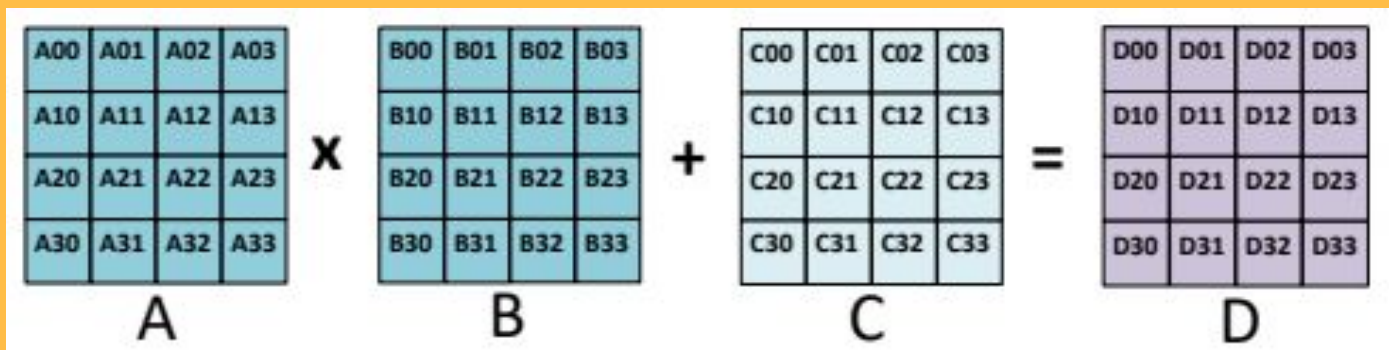 A00 A01 A02 A03 B00 B01 B02 B03 C00 C01 C02 C03 D00 D01 D02 D03
A10 A11 A12 A13 B10 B11 B12 B13 C10 C11 C12 C13 D10 D11 D12 D13
x + =
A20 A21 A22 A23 B20 B21 B22 B23 C20 C21 C22 C23 D20 D21 D22 D23
A30 A31 A32 A33 B30 B31 B32 B33 C30 C31 C32 C33 D30 D31 D32 D33
A B C D